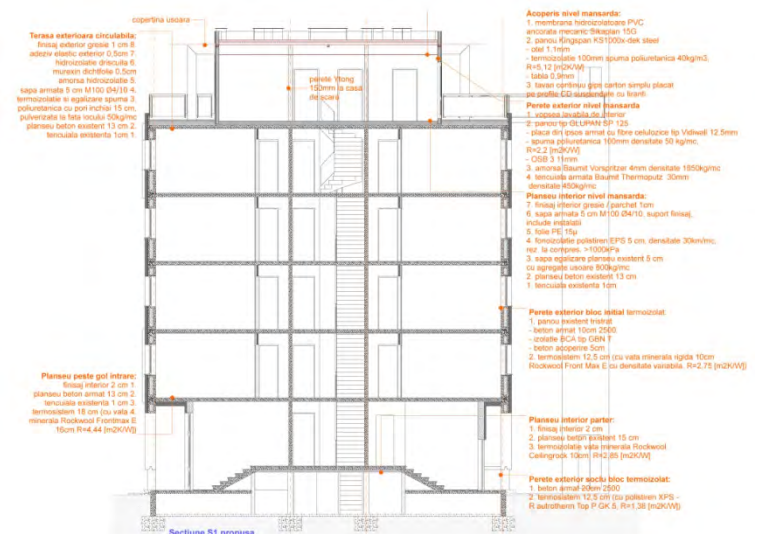 copertina usoara
Terasa exterioara circulabila:
finisaj exterior gresie 1 cm 8.
adeziv elastic exterior 0,5cm 7.
hidroizolatie driscuita 6.
murexin dichtfolie 0,5cm
amorsa hidroizolatie 5.
sapa armata 5 cm M100 Ø4/16 4.
termoizolatie si egalizare spuma 3.
poliuretanica cu pori inchisi 15 cm,
pulverizata la fata locului 50kg/mc
planseu beton existent 13 cm 2.
tencuiala existenta 1cm 1.
perete Ytong
150mm la casa
de scara
Acoperis nivel mansarda:
1. membrana hidroizolatoare PVC
ancorata mecanic Sikaplan 15G
2. panou Kingspan KS1000x-dek steel
- otel 1.1mm
- termoizolatie 100mm spuma poliuretanica 40kg/m3,
R=5,12 [m2K/W]
- tabla 0,9mm
3. tavan continuu gips carton simplu placat
pe profile CD suspendate cu tiranti
Perete exterior nivel mansarda
1. vopsea lavabila de interior
2. panou tip GLUPAN SP 125
- placa din ipsos armat cu fibre celulozice tip Vidiwall 12.5mm
- spuma poliuretanica 100mm densitate 50 kg/mc,
R=2,2 [m2K/W]
- OSB 3 11mm
3. amorsa Baumit Vorspritzer 4mm densitate 1850kg/mc
4. tencuiala armata Baumit Thermoputz 30mm
densitate 450kg/mc
Planseu interior nivel mansarda:
7. finisaj interior gresie / parchet 1cm
6. sapa armata 5 cm M100 Ø4/10, suport finisaj,
include instalatii
5. folie PE 15µ
4. fonoizolatie polistiren EPS 5 cm, densitate 30km/mc,
rez. la compres. >1000kPa
3. sapa egalizare planseu existent 5 cm
cu agregate usoare 800kg/mc
2. planseu beton existent 13 cm
1. tencuiala existenta 1cm
Perete exterior bloc initial termoizolat:
1. panou existent tristrat
- beton armat 10cm 2500
- izolatie BCA tip GBN T
- beton acoperire 5cm
2. termosistem 12,5 cm (cu vata minerala rigida 10cm
Rockwool Front Max E cu densitate variabila, R=2,78 [m2K/W])
Planseu peste gol intrare:
finisaj interior 2 cm 1.
planseu beton armat 13 cm 2.
tencuiala existenta 1 cm 3.
termosistem 18 cm (cu vata 4.
minerala Rockwool Frontmax E
16cm R=4,44 [m2K/W])
Planseu interior parter:
1. finisaj interior 2 cm
2. planseu beton existent 15 cm
3. termoizolatie vata minerala Rockwool
Ceilingrock 10cm, R=2,85 [m2K/W]
Perete exterior soclu bloc termoizolat:
1. beton armat 20cm 2500
2. termosistem 12,5 cm (cu polistiren XPS -
R autrotherm Top P GK 5, R=1,38 [m2K/W])
Sectiune S1 propusa